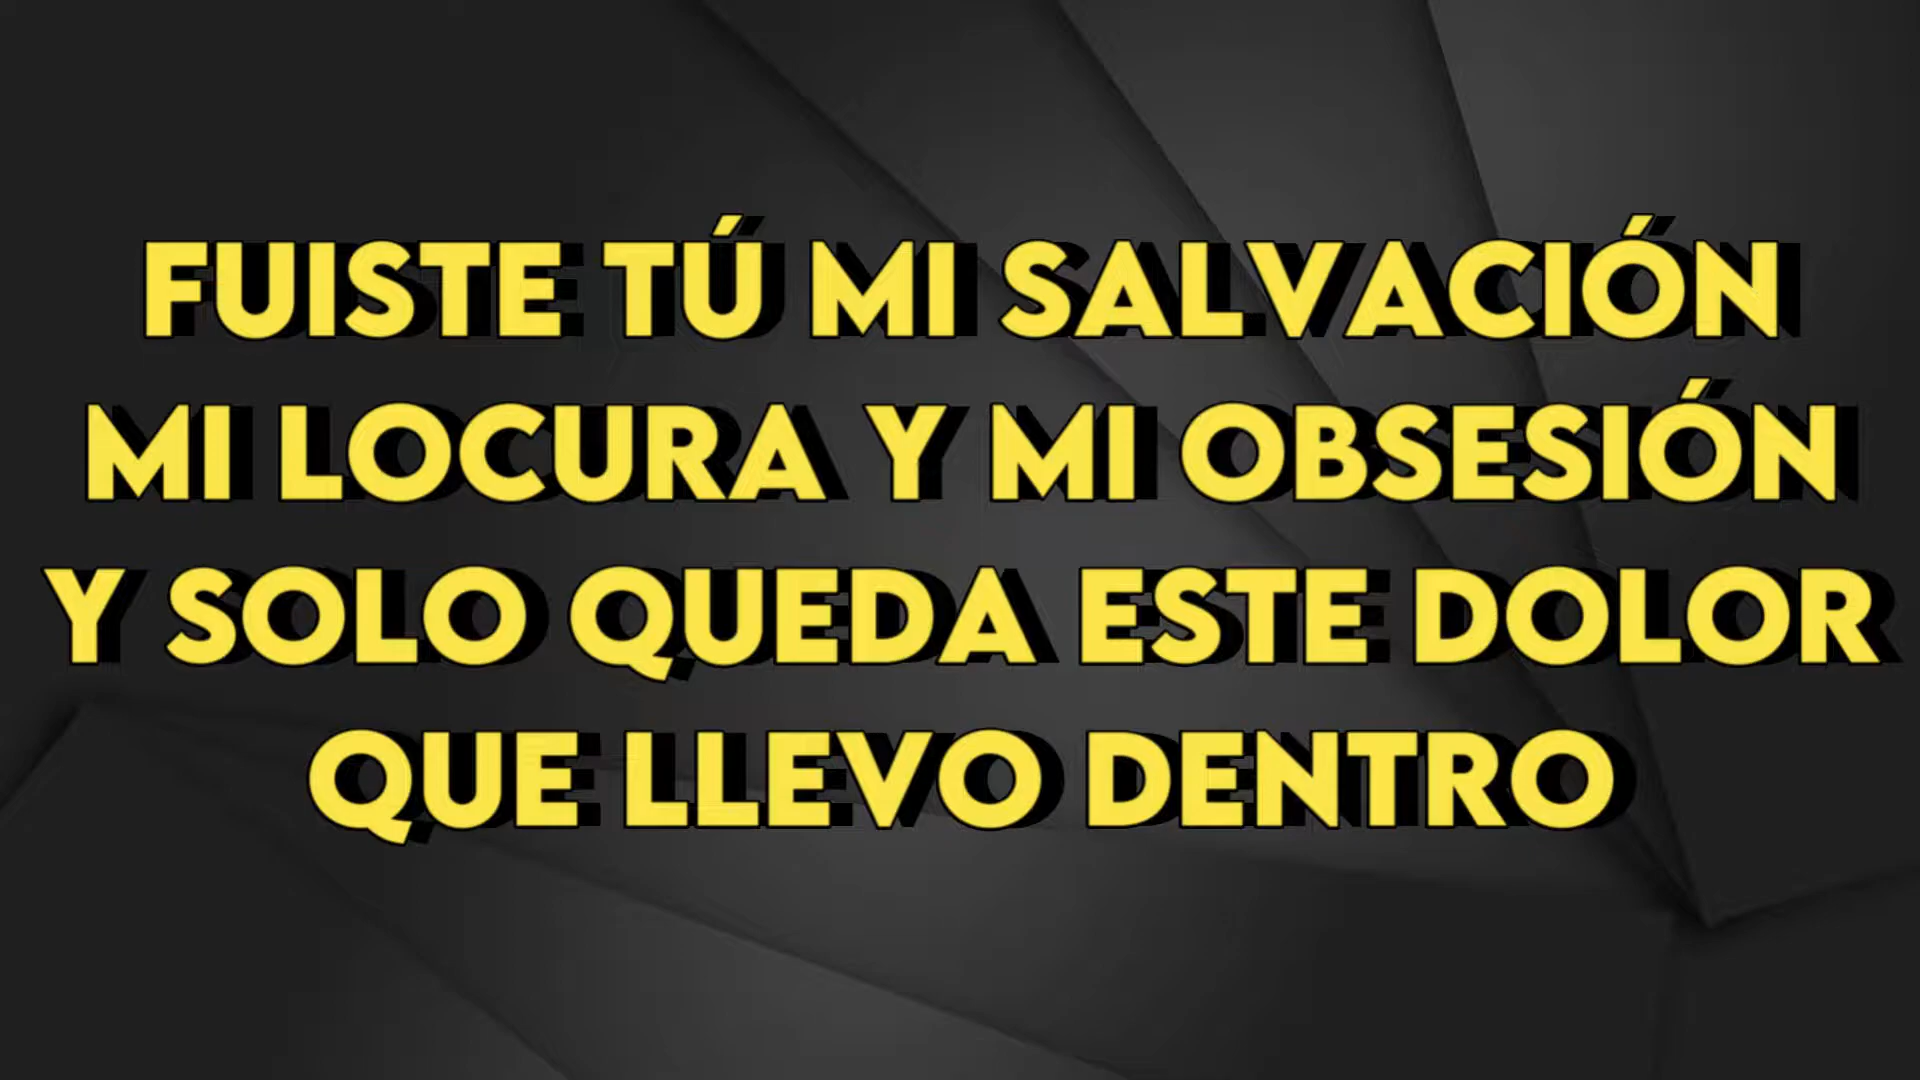 FUISTE TÚ MI SALVACIÓN
MI LOCURA Y MI OBSESIÓN
Y SOLO QUEDA ESTE DOLOR
QUE LLEVO DENTRO